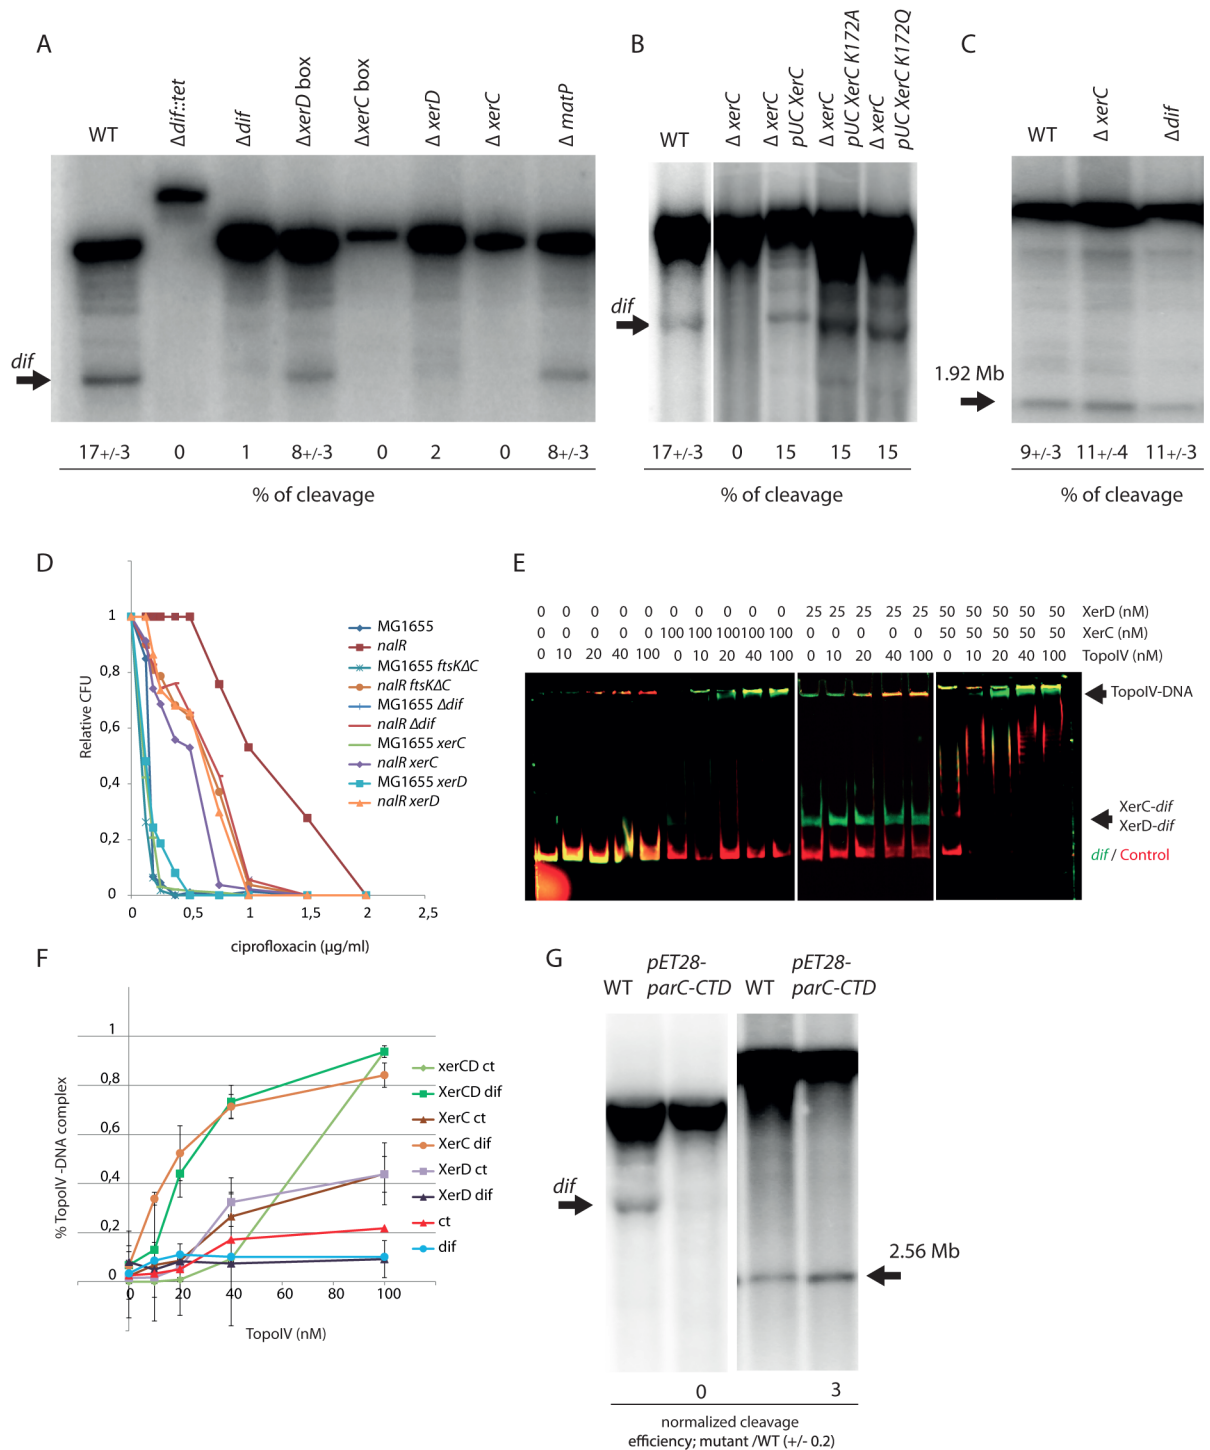 A
WT
Δdif::tet
Δdif
ΔxerD box
ΔxerC box
Δ xerD
Δ xerC
Δ matP
dif
17+/-3 0 1 8+/-3 0 2 0 8+/-3
% of cleavage
B
WT
Δ xerC
Δ xerC
pUC XerC
Δ xerC
pUC XerC K172A
Δ xerC
pUC XerC K172Q
dif
17+/-3 0 15 15 15
% of cleavage
C
WT
Δ xerC
Δdif
1.92 Mb
9+/-3 11+/-4 11+/-3
% of cleavage
D
Relative CFU
1
0,8
0,6
0,4
0,2
0
0 0,5 1 1,5 2 2,5
ciprofloxacin (μg/ml)
MG1655
nalR
MG1655 ftsKΔC
nalR ftsKΔC
MG1655 Δdif
nalR Δdif
MG1655 xerC
nalR xerC
MG1655 xerD
nalR xerD
E
0 0 0 0 0 0 0 0 0 0 25 25 25 25 25 50 50 50 50 50 XerD (nM)
0 0 0 0 0 100 100 100 100 100 0 0 0 0 0 50 50 50 50 50 XerC (nM)
0 10 20 40 100 0 10 20 40 100 0 10 20 40 100 0 10 20 40 100 TopoIV (nM)
TopoIV-DNA
XerC-dif
XerD-dif
dif / Control
F
% TopoIV -DNA complex
1
0,8
0,6
0,4
0,2
0
0 20 40 60 80 100
TopoIV (nM)
xerCD ct
XerCD dif
XerC ct
XerC dif
XerD ct
XerD dif
ct
dif
G
WT
pET28-
parC-CTD
WT
pET28-
parC-CTD
dif
2.56 Mb
0 3
normalized cleavage
efficiency; mutant /WT (+/- 0.2)